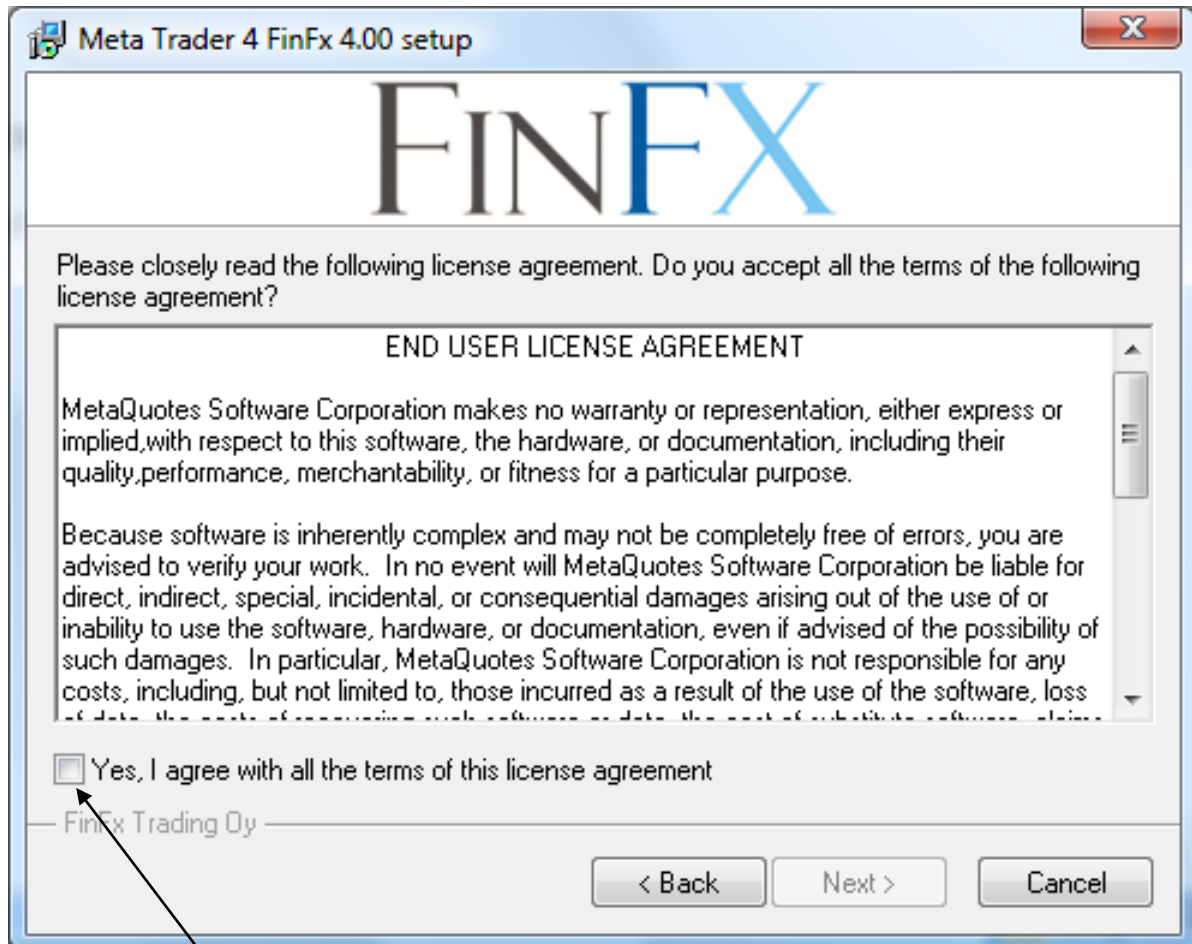 Meta Trader 4 FinFx 4.00 setup
X
FINFX
Please closely read the following license agreement. Do you accept all the terms of the following
license agreement?
END USER LICENSE AGREEMENT
MetaQuotes Software Corporation makes no warranty or representation, either express or
implied,with respect to this software, the hardware, or documentation, including their
quality,performance, merchantability, or fitness for a particular purpose.
Because software is inherently complex and may not be completely free of errors, you are
advised to verify your work.  In no event will MetaQuotes Software Corporation be liable for
direct, indirect, special, incidental, or consequential damages arising out of the use of or
inability to use the software, hardware, or documentation, even if advised of the possibility of
such damages.  In particular, MetaQuotes Software Corporation is not responsible for any
costs, including, but not limited to, those incurred as a result of the use of the software, loss
Yes, I agree with all the terms of this license agreement
FinFx Trading Oy
< Back
Next >
Cancel